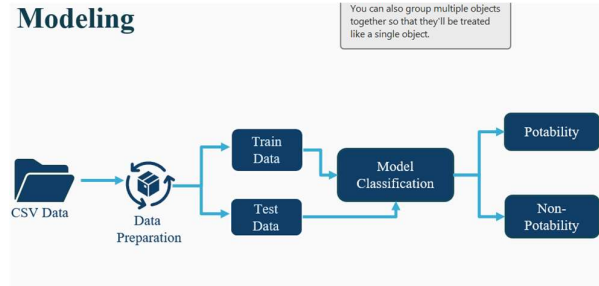 Modeling
You can also group multiple objects
together so that they'll be treated
like a single object.
CSV Data
Data
Preparation
Train
Data
Test
Data
Model
Classification
Potability
Non-
Potability